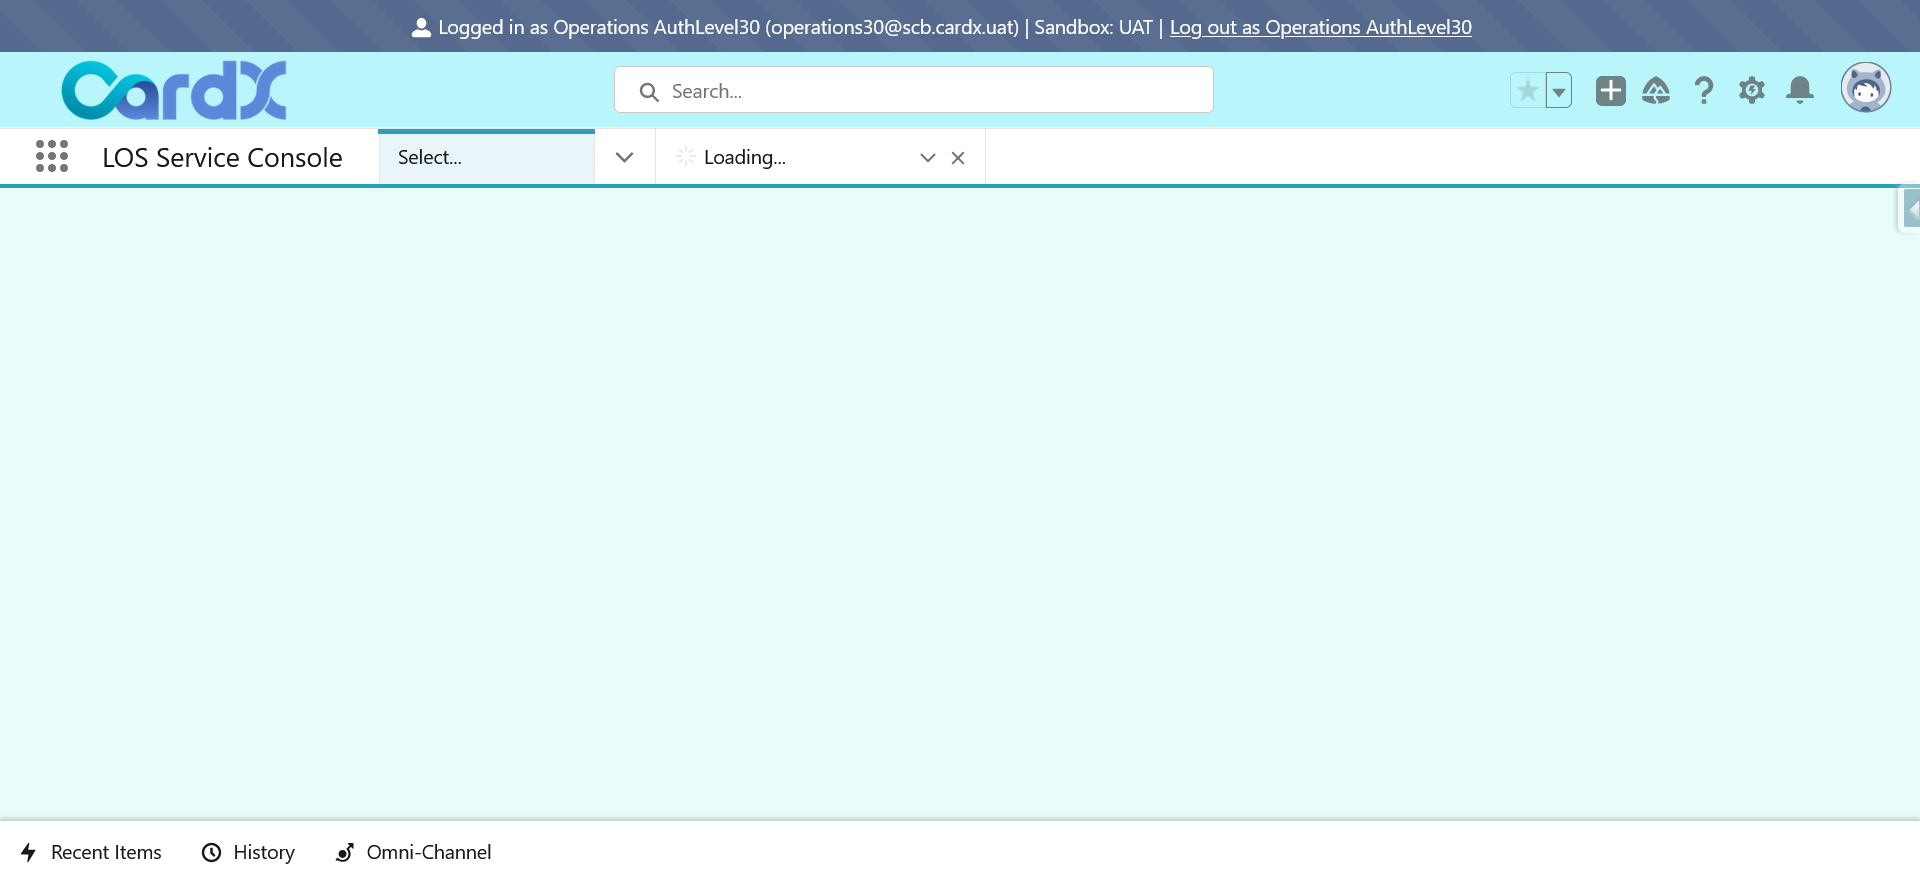 Logged in as Operations AuthLevel30 (operations30@scb.cardx.uat) | Sandbox: UAT | Log out as Operations AuthLevel30
CardX
Search...
LOS Service Console
Select...
Loading...
Recent Items
History
Omni-Channel